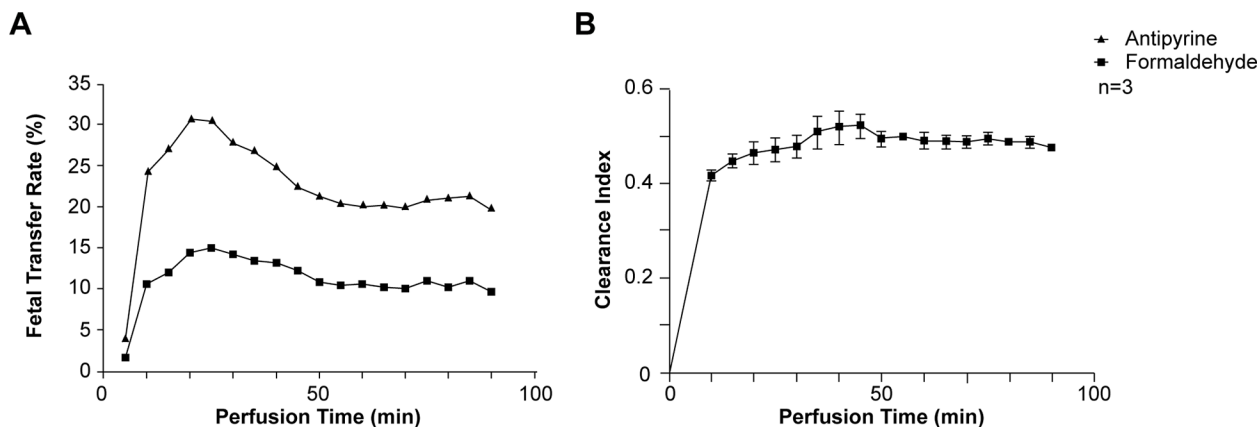 A
Fetal Transfer Rate (%)
35
30
25
20
15
10
5
0
0 50 100
Perfusion Time (min)
B
Clearance Index
0.6
0.4
0.2
0
0 50 100
Perfusion Time (min)
Antipyrine
Formaldehyde
n=3